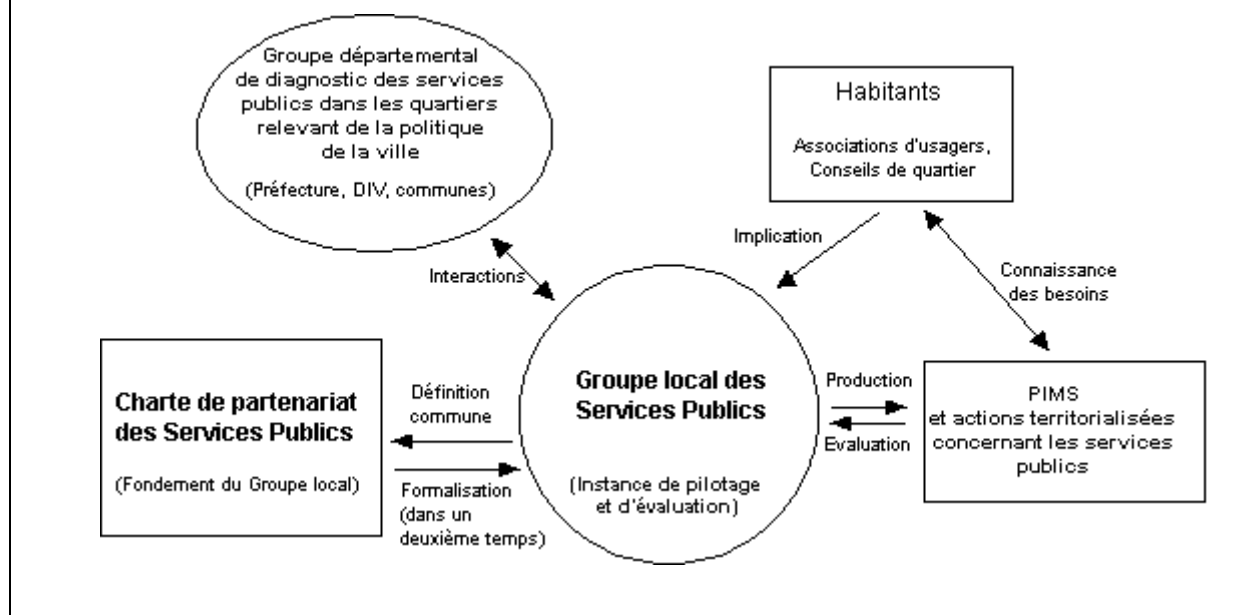 Groupe départemental
de diagnostic des services
publics dans les quartiers
relevant de la politique
de la ville
(Préfecture, DIV, communes)
Habitants
Associations d'usagers,
Conseils de quartier
Implication
Interactions
Connaissance
des besoins
Charte de partenariat
des Services Publics
(Fondement du Groupe local)
Définition
commune
Formalisation
(dans un
deuxième temps)
Groupe local des
Services Publics
(Instance de pilotage
et d'évaluation)
Production
Evaluation
PIMS
et actions territorialisées
concernant les services
publics